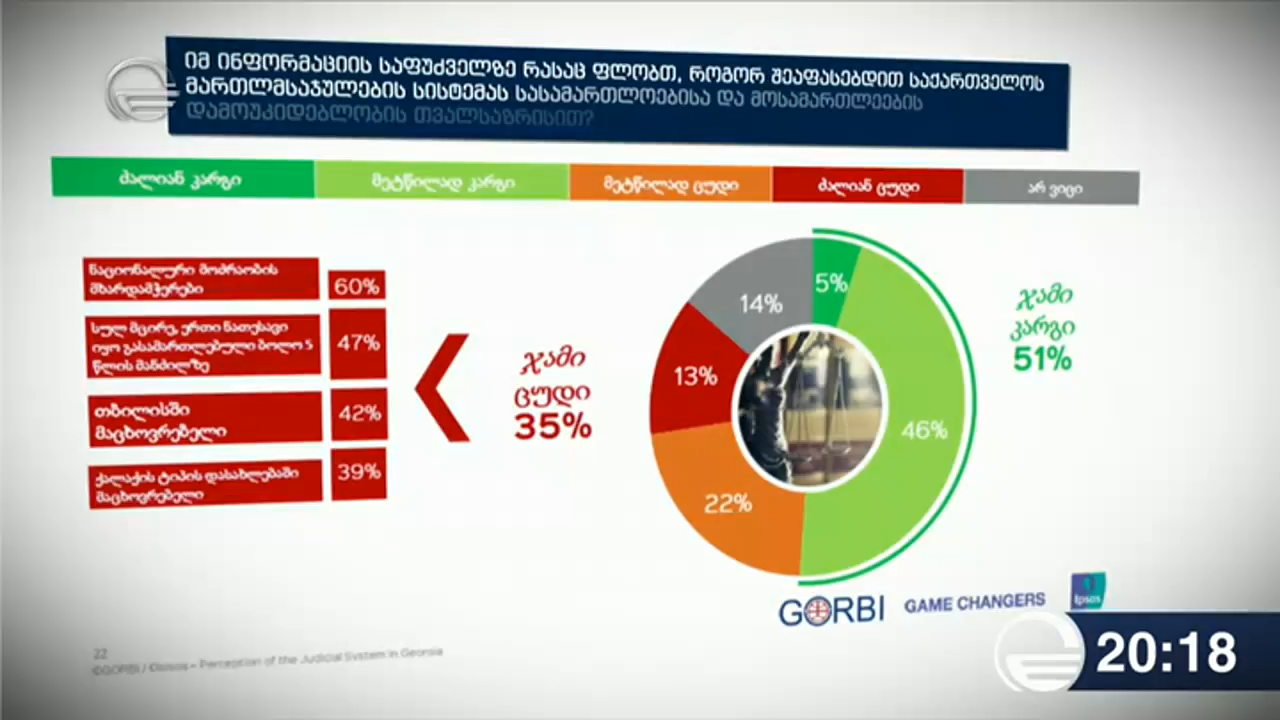 ᲘᲛ ᲘᲜᲤᲝᲠᲛᲐᲪᲘᲘᲡ ᲡᲐᲤᲣᲫᲕᲔᲚᲖᲔ ᲠᲐᲡᲐᲪ ᲤᲚᲝᲑᲗ, ᲠᲝᲒᲝᲠ ᲨᲔᲐᲤᲐᲡᲔᲑᲓᲘᲗ ᲡᲐᲥᲐᲠᲗᲕᲔᲚᲝᲡ
ᲛᲐᲠᲗᲚᲛᲡᲐᲯᲣᲚᲔᲑᲘᲡ ᲡᲘᲡᲢᲔᲛᲐᲡ ᲡᲐᲡᲐᲛᲐᲠᲗᲚᲝᲔᲑᲘᲡᲐ ᲓᲐ ᲛᲝᲡᲐᲛᲐᲠᲗᲚᲔᲔᲑᲘᲡ
ᲓᲐᲛᲝᲣᲙᲘᲓᲔᲑᲚᲝᲑᲘᲡ ᲗᲕᲐᲚᲡᲐᲖᲠᲘᲡᲘᲗ?
ძალიან კარგი
მეტწილად კარგი
მეტწილად ცუდი
ძალიან ცუდი
არ ვიცი
ნაციონალური მოძრაობის
მხარდამჭერები
60%
სულ მცირე, ერთი ნათესავი
იყო გასამართლებული ბოლო 5
წლის მანძილზე
47%
თბილისში
მაცხოვრებელი
42%
ქალაქის ტიპის დასახლებაში
მაცხოვრებელი
39%
ჯამი
ცუდი
35%
5%
14%
13%
46%
22%
ჯამი
კარგი
51%
GORBI
GAME CHANGERS
Ipsos
22
©GORBI / ©Ipsos – Perception of the Judicial System in Georgia
20:18